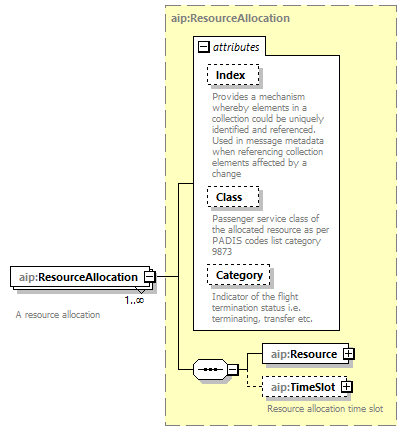 aip:ResourceAllocation
attributes
Index
Provides a mechanism
whereby elements in a
collection could be uniquely
identified and referenced.
Used in message metadata
when referencing collection
elements affected by a
change
Class
Passenger service class of
the allocated resource as per
PADIS codes list category
9873
Category
Indicator of the flight
termination status i.e.
terminating, transfer etc.
aip:ResourceAllocation
1..∞
A resource allocation
aip:Resource
aip:TimeSlot
Resource allocation time slot